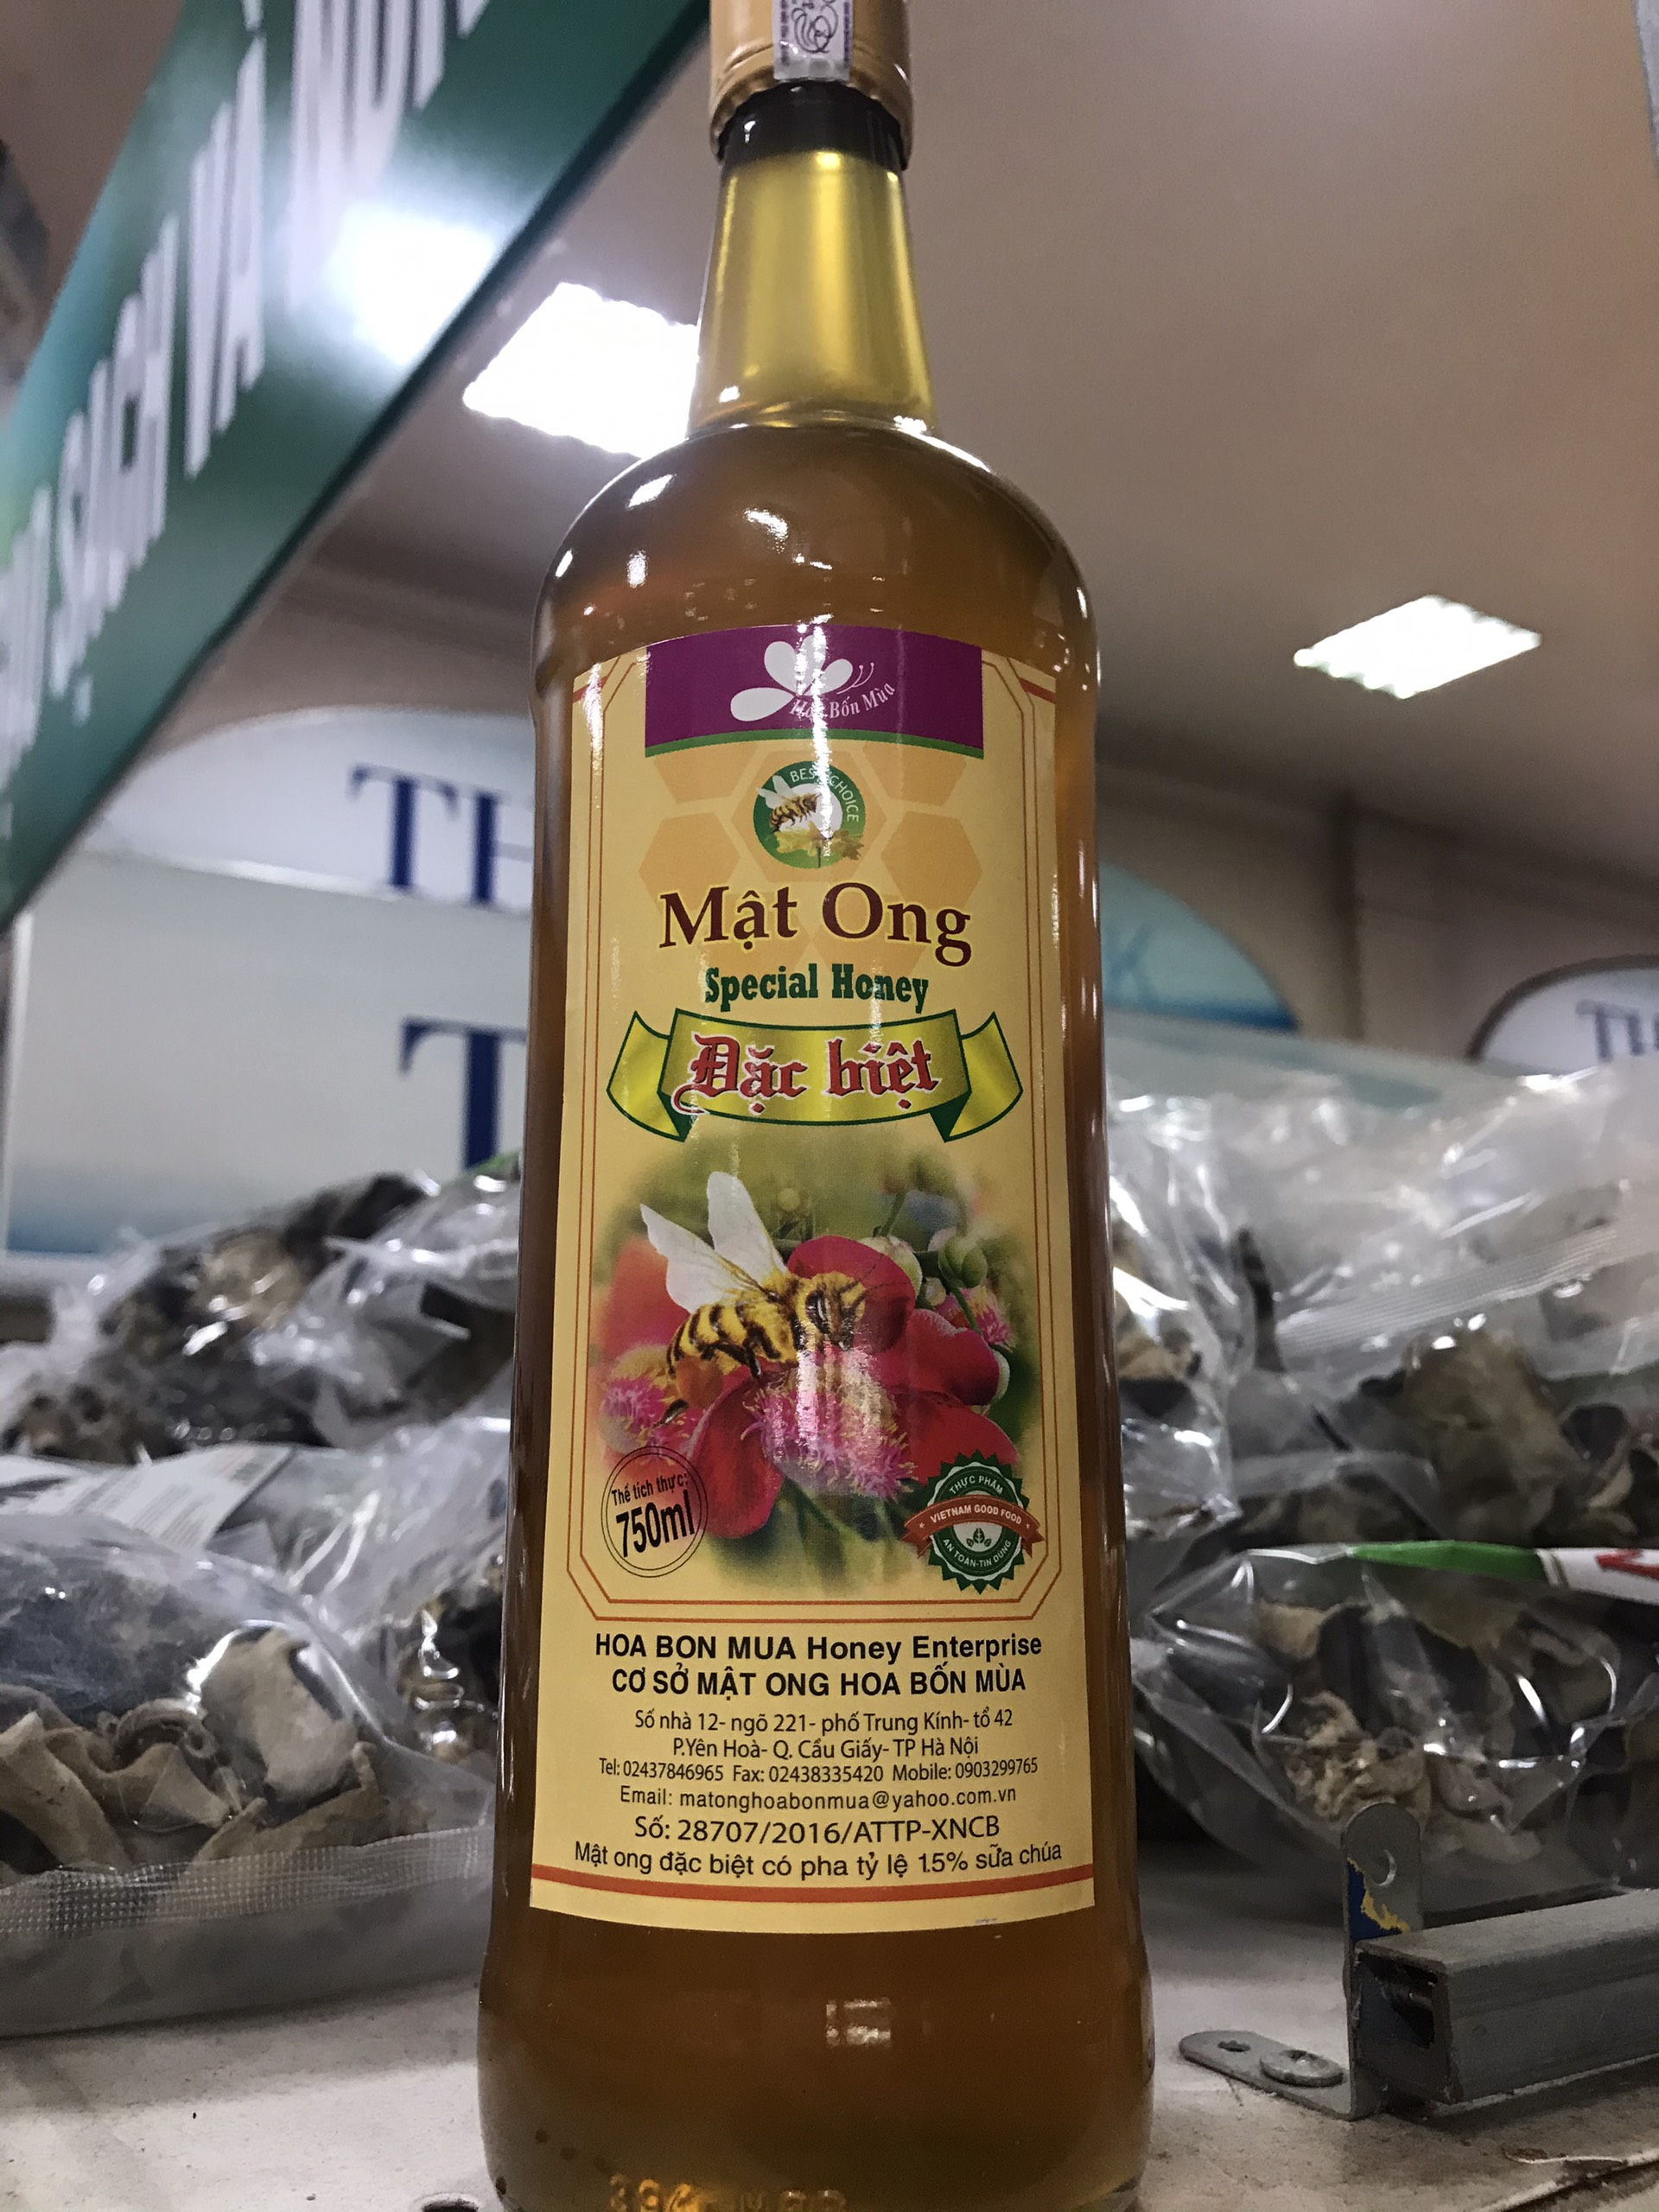 SẠCH VÀ
TH
T
TH
Hoa Bốn Mùa
BEST CHOICE
Mật Ong
Special Honey
Đặc biệt
Thể tích thực:
750ml
THỰC PHẨM
VIETNAM GOOD FOOD
AN TOÀN-TIN DÙNG
HOA BON MUA Honey Enterprise
CƠ SỞ MẬT ONG HOA BỐN MÙA
Số nhà 12- ngõ 221- phố Trung Kính- tổ 42
P.Yên Hoà- Q. Cầu Giấy- TP Hà Nội
Tel: 02437846965 Fax: 02438335420 Mobile: 0903299765
Email: matonghoabonmua@yahoo.com.vn
Số: 28707/2016/ATTP-XNCB
Mật ong đặc biệt có pha tỷ lệ 1.5% sữa chúa